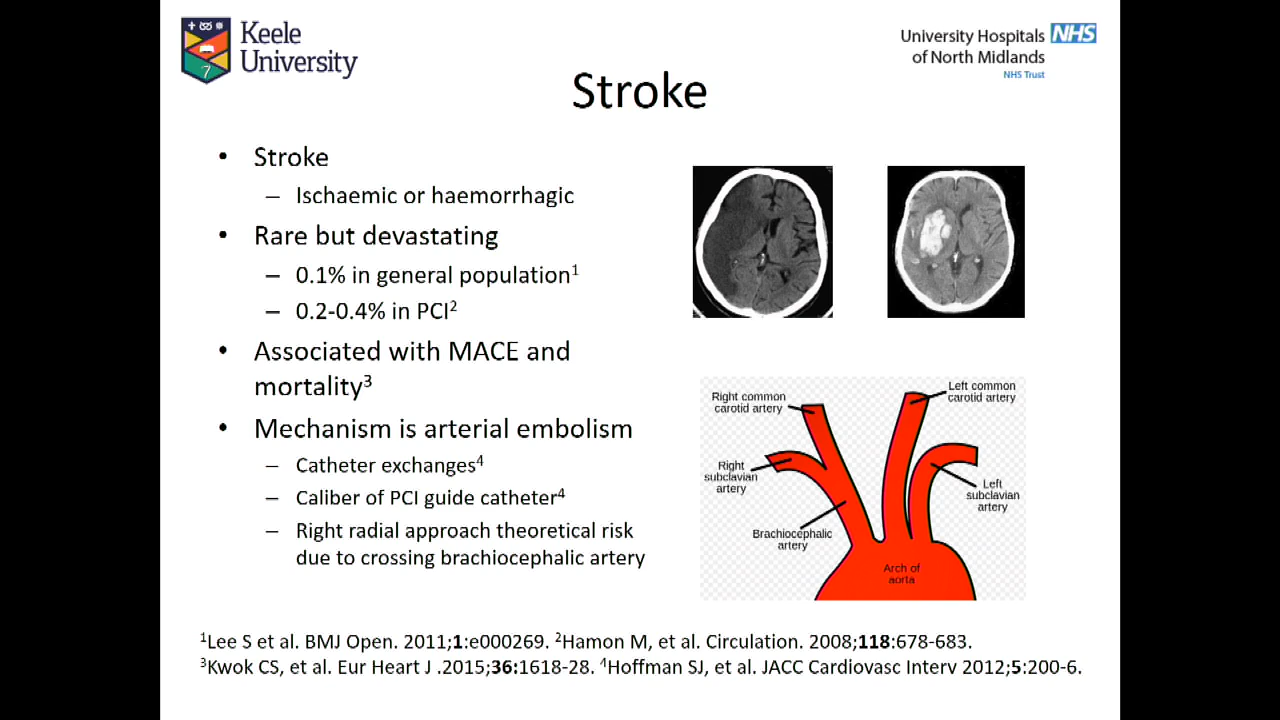 Keele
University
University Hospitals NHS
of North Midlands
NHS Trust
Stroke
• Stroke
– Ischaemic or haemorrhagic
• Rare but devastating
– 0.1% in general population¹
– 0.2-0.4% in PCI²
• Associated with MACE and
mortality³
• Mechanism is arterial embolism
– Catheter exchanges⁴
– Caliber of PCI guide catheter⁴
– Right radial approach theoretical risk
due to crossing brachiocephalic artery
Right common
carotid artery
Left common
carotid artery
Right
subclavian
artery
Left
subclavian
artery
Brachiocephalic
artery
Arch of
aorta
¹Lee S et al. BMJ Open. 2011;1:e000269. ²Hamon M, et al. Circulation. 2008;118:678-683.
³Kwok CS, et al. Eur Heart J .2015;36:1618-28. ⁴Hoffman SJ, et al. JACC Cardiovasc Interv 2012;5:200-6.